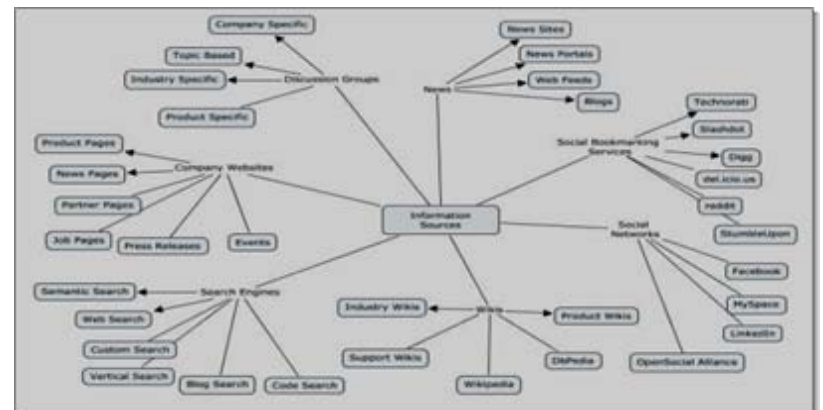 Company Specific
Topic Based
Industry Specific
Product Specific
Discussion Groups
News Sites
News Portals
Web Feeds
Blogs
News
Technorati
Slashdot
Digg
del.icio.us
reddit
StumbleUpon
Social Bookmarking
Services
Product Pages
News Pages
Partner Pages
Job Pages
Press Releases
Events
Company Websites
Information
Sources
Social
Networks
Facebook
MySpace
LinkedIn
OpenSocial Alliance
Semantic Search
Web Search
Custom Search
Vertical Search
Blog Search
Code Search
Search Engines
Industry Wikis
Product Wikis
Wikis
Support Wikis
Wikipedia
DbPedia